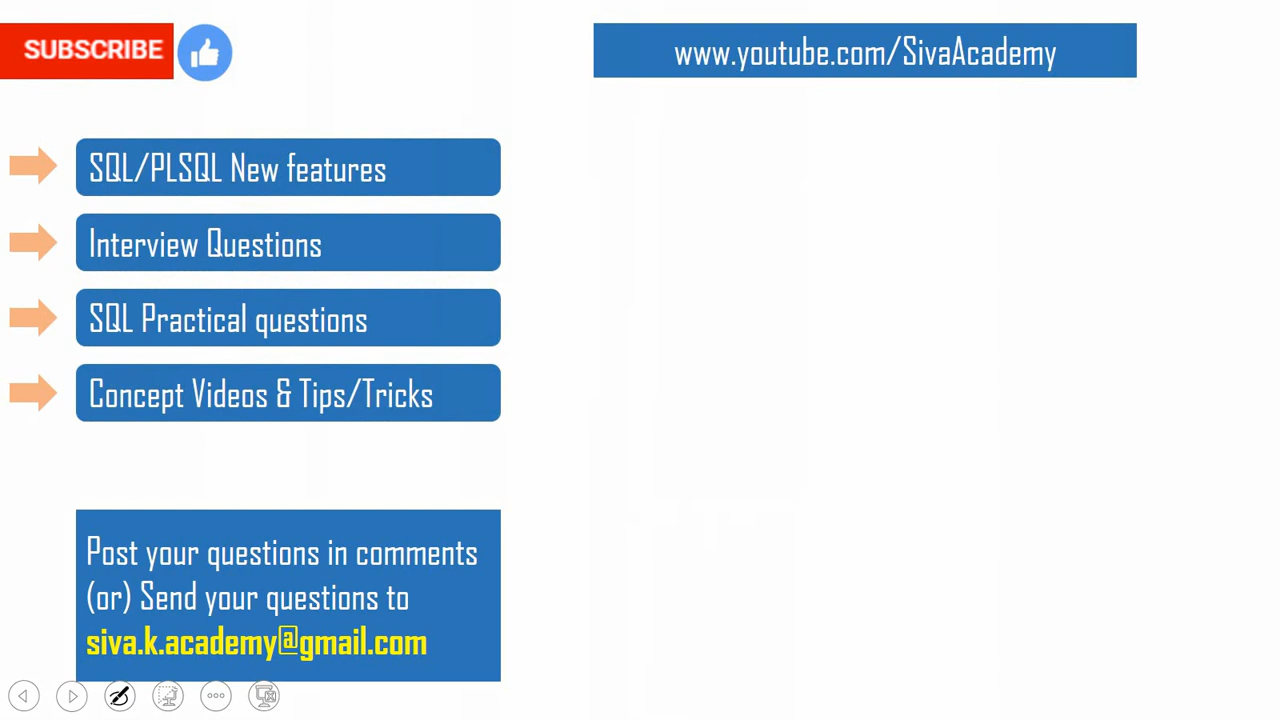 SUBSCRIBE
www.youtube.com/SivaAcademy
SQL/PLSQL New features
Interview Questions
SQL Practical questions
Concept Videos & Tips/Tricks
Post your questions in comments
(or) Send your questions to
siva.k.academy@gmail.com